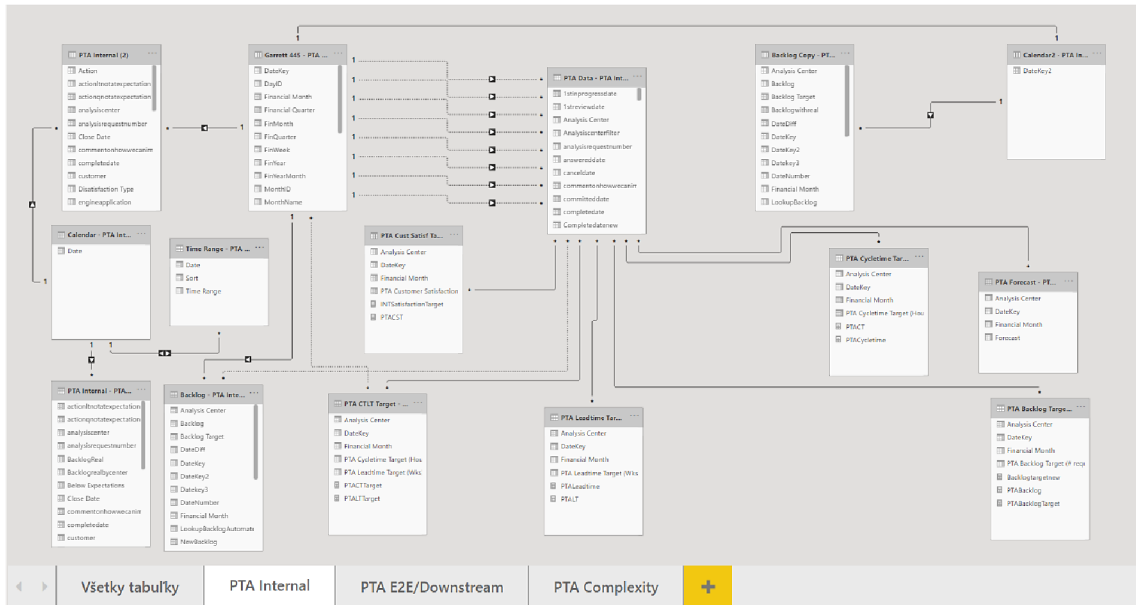 PTA Internal (2)
Action
actionltnotatexpectation
actionqnotatexpectation
analysiscenter
analysisrequestnumber
Close Date
commentonhowwecanim
completedate
customer
Disatisfaction Type
engineapplication
Garrett 445 - PTA ...
DateKey
DayID
Financial Month
Financial Quarter
FinMonth
FinQuarter
FinWeek
FinYear
FinYearMonth
MonthID
MonthName
PTA Data - PTA Int...
1stinprogressdate
1streviewdate
Analysis Center
Analysiscenterfilter
analysisrequestnumber
answereddate
canceldate
commentonhowwecanim
committeddate
completedate
Completedatenew
Backlog Copy - PT...
Analysis Center
Backlog
Backlog Target
Backlogwithreal
DateDiff
DateKey
DateKey2
Datekey3
DateNumber
Financial Month
LookupBacklog
Calendar2 - PTA In...
DateKey2
Calendar - PTA Int...
Date
Time Range - PTA ...
Date
Sort
Time Range
PTA Cust Satisf Ta...
Analysis Center
DateKey
Financial Month
PTA Customer Satisfaction
INTSatisfactionTarget
PTACST
PTA Cycletime Tar...
Analysis Center
DateKey
Financial Month
PTA Cycletime Target (Hou
PTACT
PTACycletime
PTA Forecast - PT...
Analysis Center
DateKey
Financial Month
Forecast
PTA Internal - PTA...
actionltnotatexpectation
actionqnotatexpectation
analysiscenter
analysisrequestnumber
BacklogReal
Backlogrealbycenter
Below Expectations
Close Date
commentonhowwecanim
completedate
customer
Backlog - PTA Inte...
Analysis Center
Backlog
Backlog Target
DateDiff
DateKey
DateKey2
Datekey3
DateNumber
Financial Month
LookupBacklogAutomate
NewBacklog
PTA CTLT Target - ...
Analysis Center
DateKey
Financial Month
PTA Cycletime Target (Hou
PTA Leadtime Target (Wks
PTACTTarget
PTALTTarget
PTA Leadtime Tar...
Analysis Center
DateKey
Financial Month
PTA Leadtime Target (Wks
PTALeadtime
PTALT
PTA Backlog Targe...
Analysis Center
DateKey
Financial Month
PTA Backlog Target (# requ
Backlogtargetnew
PTABacklog
PTABacklogTarget
Všetky tabuľky
PTA Internal
PTA E2E/Downstream
PTA Complexity